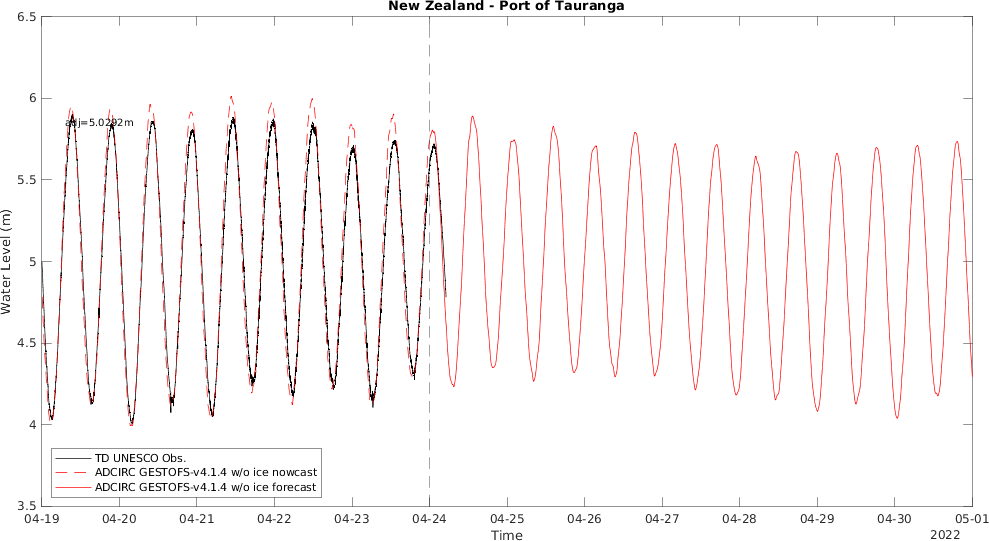 New Zealand - Port of Tauranga
6.5
6
5.5
5
4.5
4
3.5
Water Level (m)
adj=5.0292m
TD UNESCO Obs.
ADCIRC GESTOFS-v4.1.4 w/o ice nowcast
ADCIRC GESTOFS-v4.1.4 w/o ice forecast
04-19 04-20 04-21 04-22 04-23 04-24 04-25 04-26 04-27 04-28 04-29 04-30 05-01
Time
2022